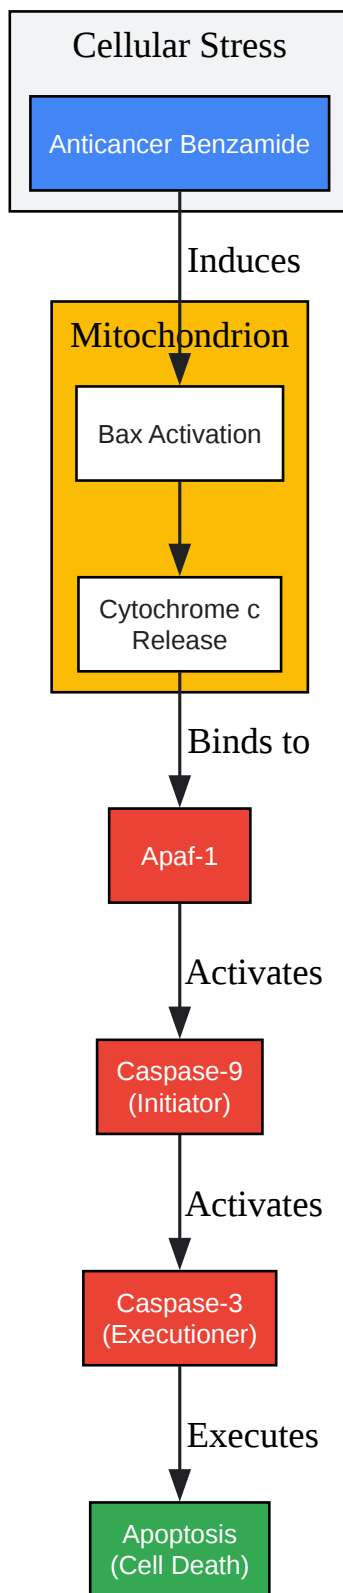 Cellular Stress
Anticancer Benzamide
Induces
Mitochondrion
Bax Activation
Cytochrome c
Release
Binds to
Apaf-1
Activates
Caspase-9
(Initiator)
Activates
Caspase-3
(Executioner)
Executes
Apoptosis
(Cell Death)